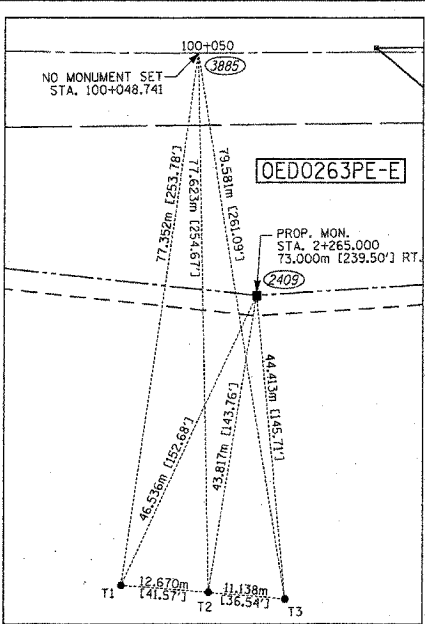 100+050
3885
NO MONUMENT SET
STA. 100+048.741
77.352m [253.78']
77.623m [254.67']
79.581m [261.09']
0ED0263PE-E
PROP. MON.
STA. 2+265.000
73.000m [239.50'] RT.
2409
46.536m [152.68']
43.817m [143.76']
44.413m [145.71']
12.670m
[41.57']
11.138m
[36.54']
T1
T2
T3